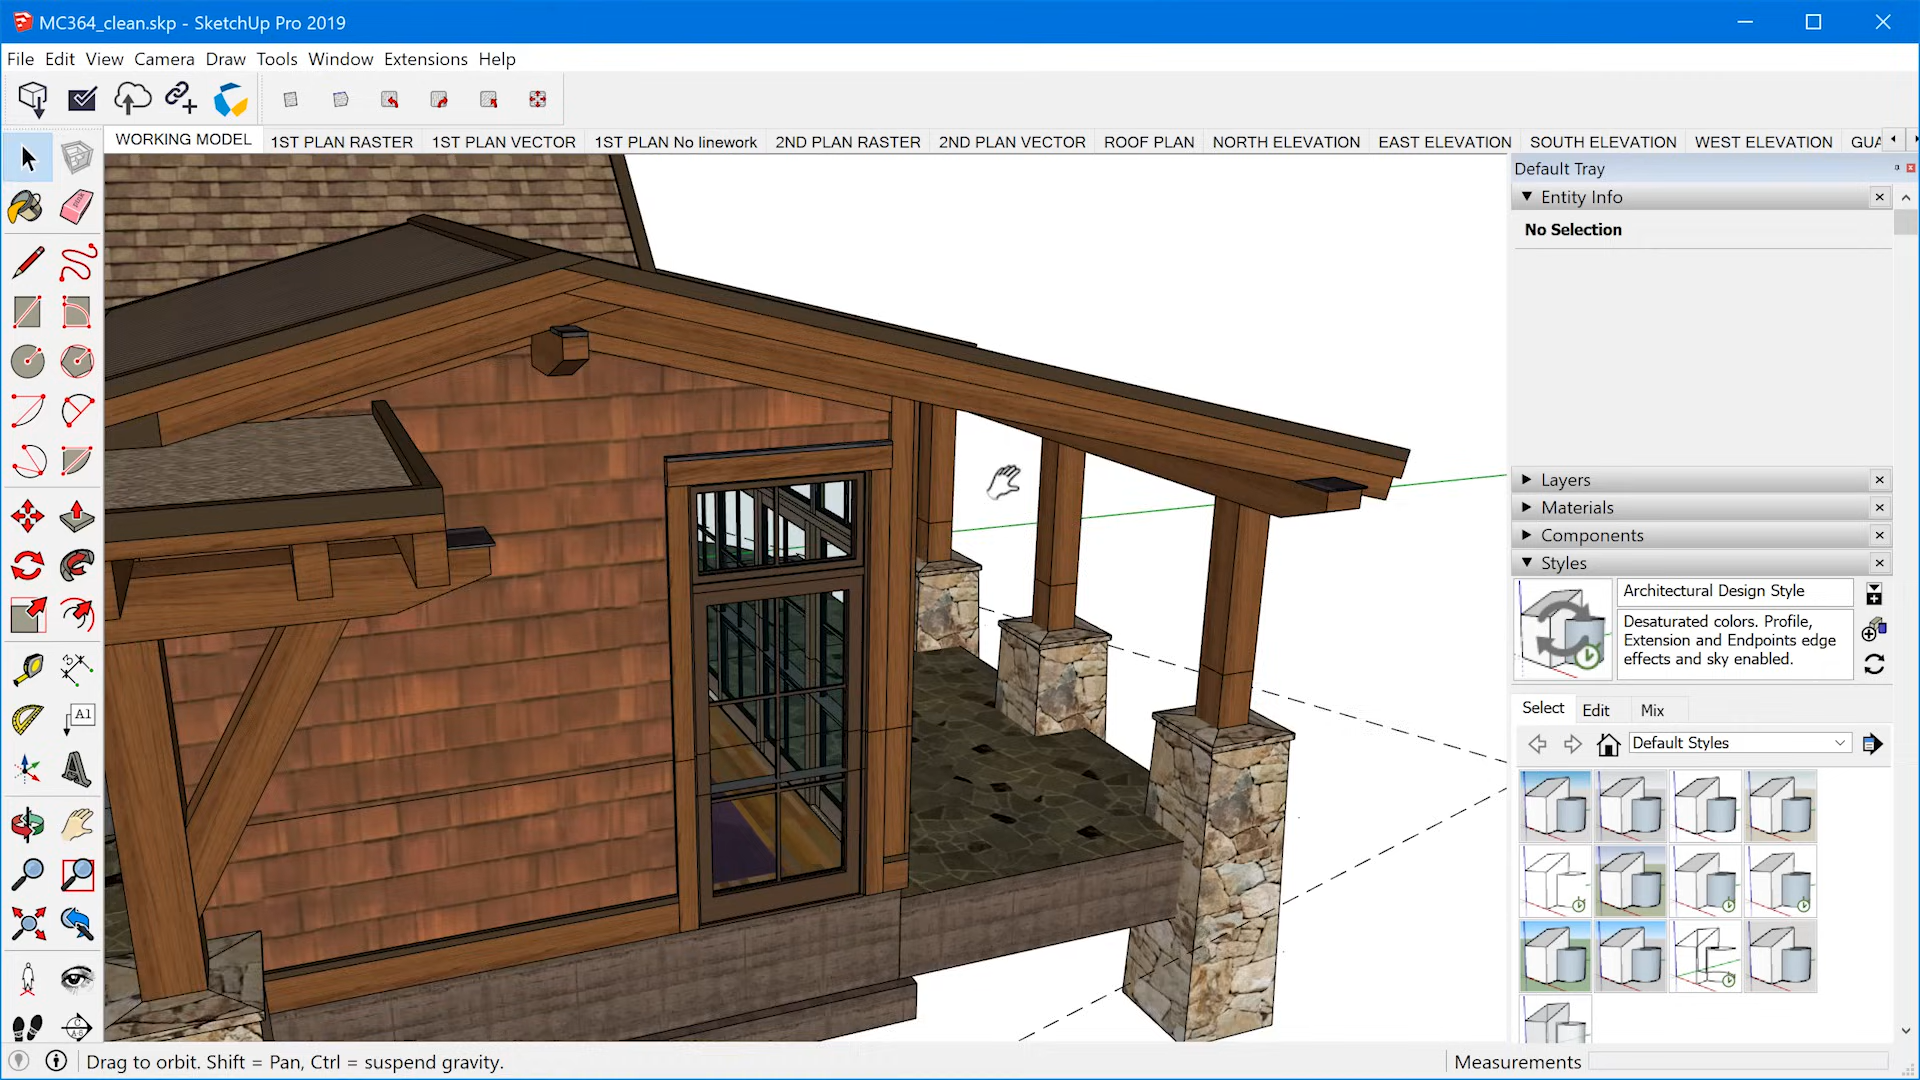 MC364_clean.skp - SketchUp Pro 2019
File Edit View Camera Draw Tools Window Extensions Help
WORKING MODEL 1ST PLAN RASTER 1ST PLAN VECTOR 1ST PLAN No linework 2ND PLAN RASTER 2ND PLAN VECTOR ROOF PLAN NORTH ELEVATION EAST ELEVATION SOUTH ELEVATION WEST ELEVATION GUA
Default Tray
Entity Info
No Selection
Layers
Materials
Components
Styles
Architectural Design Style
Desaturated colors. Profile,
Extension and Endpoints edge
effects and sky enabled.
Select Edit Mix
Default Styles
A1
Drag to orbit. Shift = Pan, Ctrl = suspend gravity.
Measurements